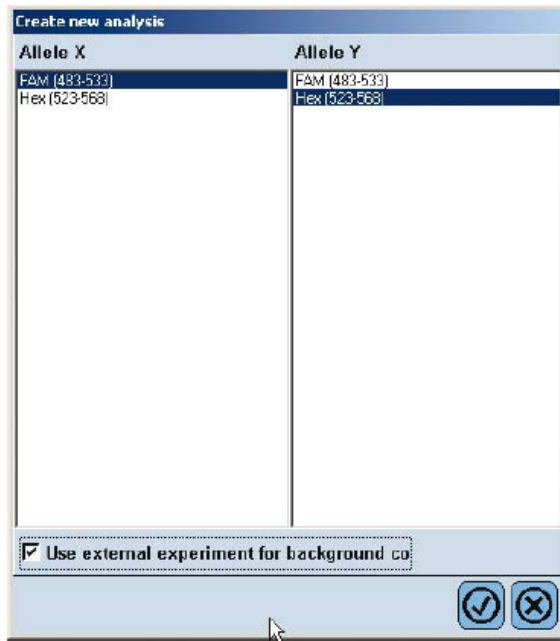 Create new analysis
Allele X
Allele Y
FAM (483-533)
Hex (523-568)
FAM (483-533)
Hex (523-568)
Use external experiment for background co